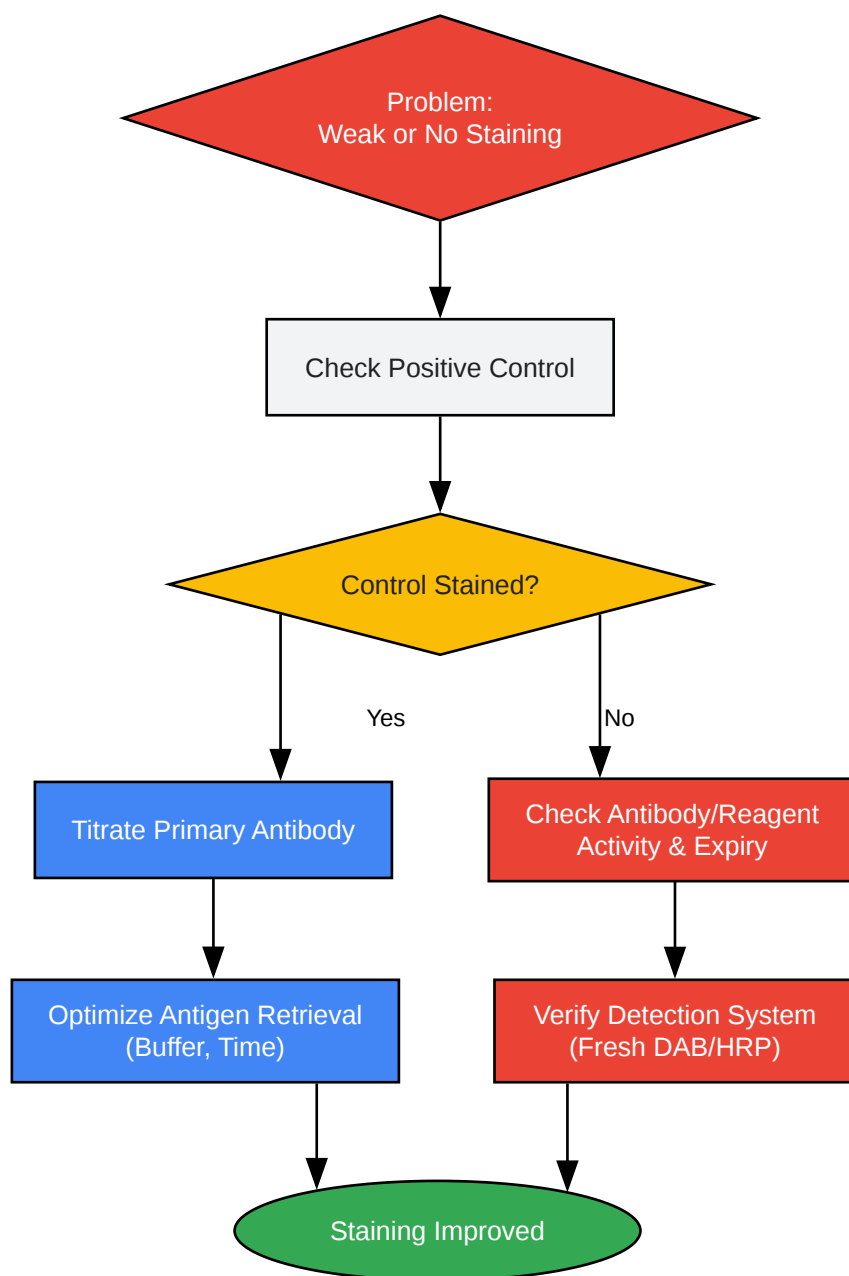 Problem:
Weak or No Staining
Check Positive Control
Control Stained?
Yes
No
Titrate Primary Antibody
Check Antibody/Reagent
Activity & Expiry
Optimize Antigen Retrieval
(Buffer, Time)
Verify Detection System
(Fresh DAB/HRP)
Staining Improved